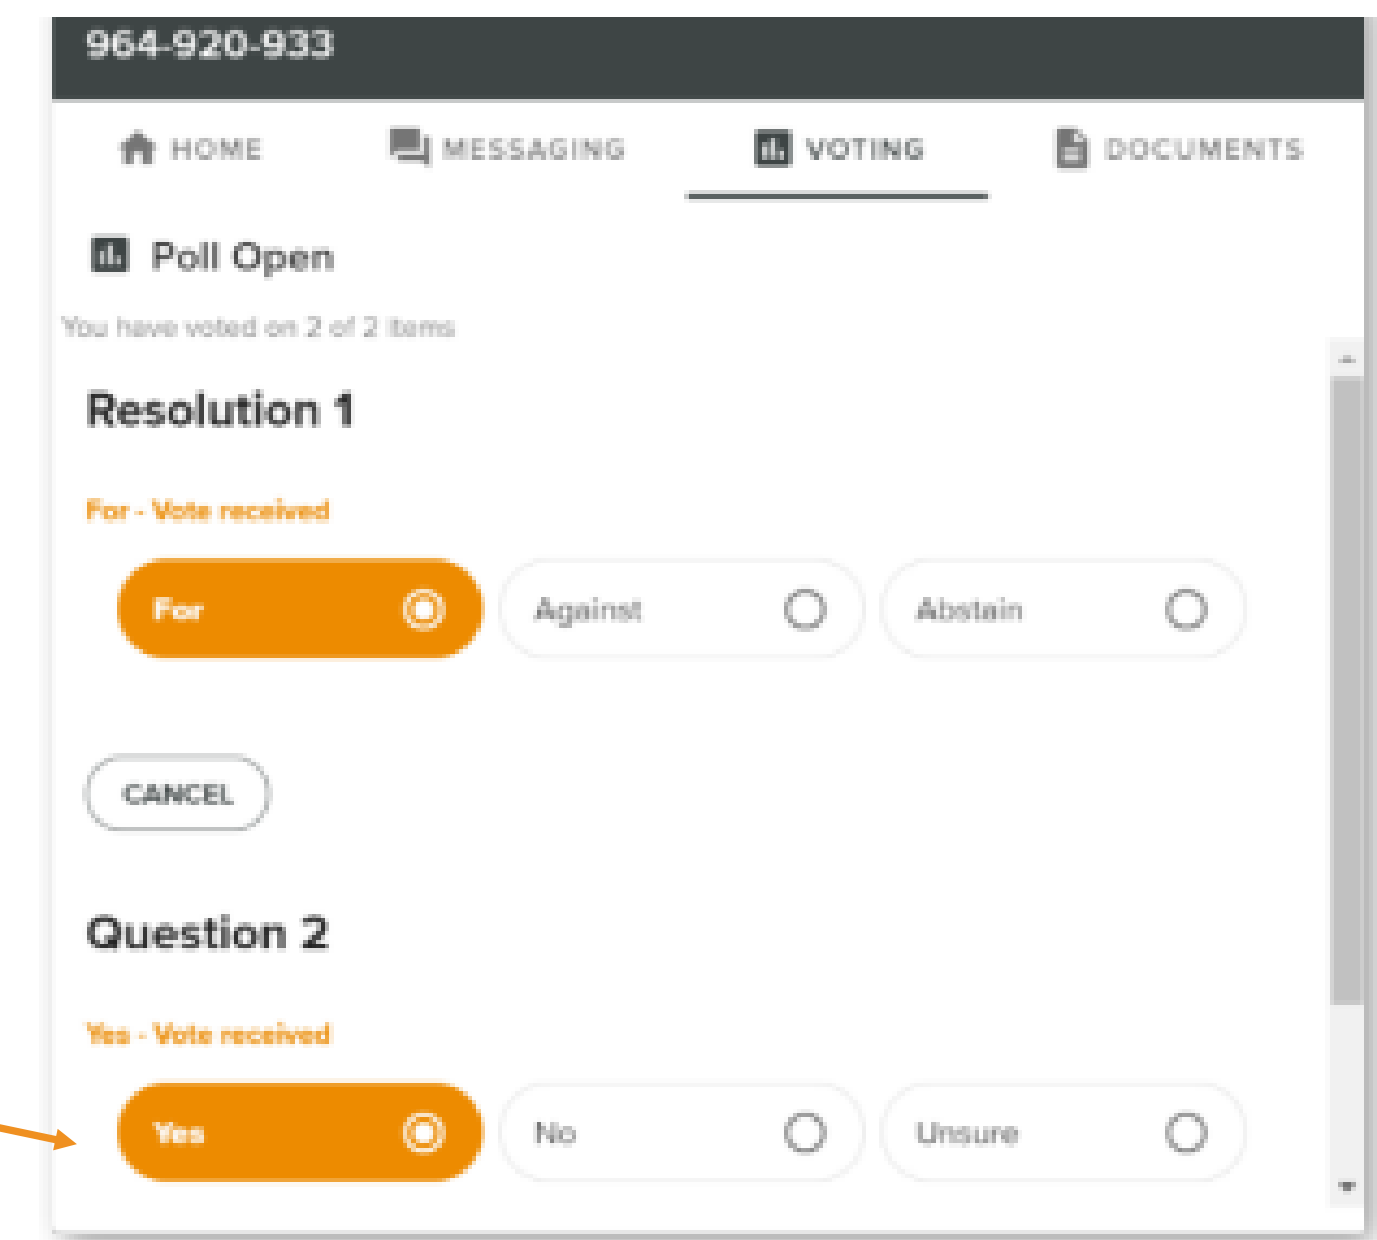 964-920-933
HOME MESSAGING VOTING DOCUMENTS
Poll Open
You have voted on 2 of 2 items
Resolution 1
For - Vote received
For Against Abstain
CANCEL
Question 2
Yes - Vote received
Yes No Unsure